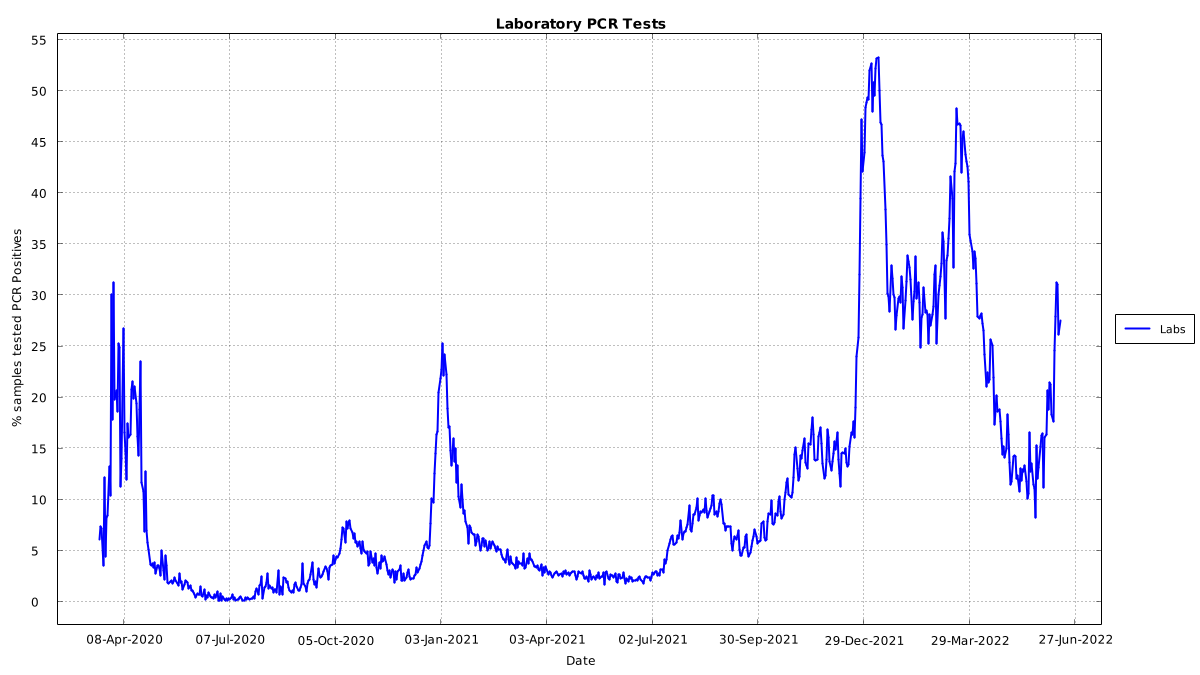 Laboratory PCR Tests
55
50
45
40
35
30
25
20
15
10
5
0
% samples tested PCR Positives
08-Apr-2020 07-Jul-2020 05-Oct-2020 03-Jan-2021 03-Apr-2021 02-Jul-2021 30-Sep-2021 29-Dec-2021 29-Mar-2022 27-Jun-2022
Date
Labs